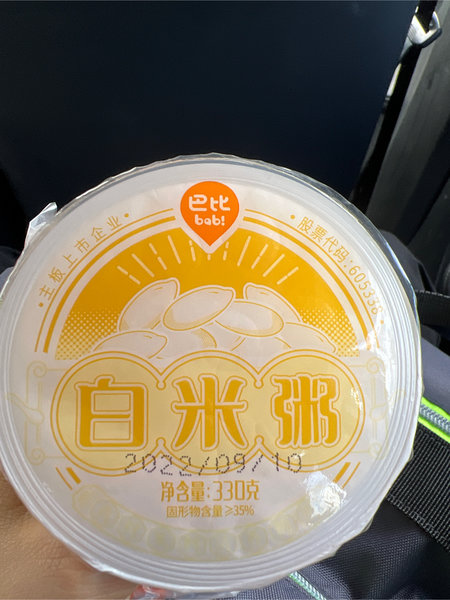 巴比
babi
·主板上市企业·
·股票代码:605338·
白米粥
2022/09/10
净含量:330克
固形物含量≥35%